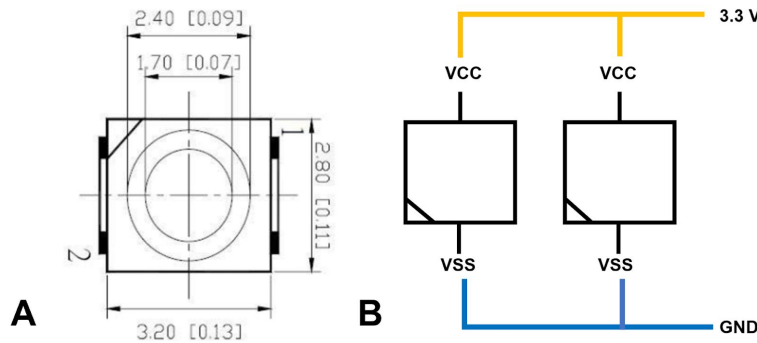 2.40 [0.09]
1.70 [0.07]
1
2.80 [0.11]
2
3.20 [0.13]
A
3.3 V
VCC VCC
VSS VSS
GND
B